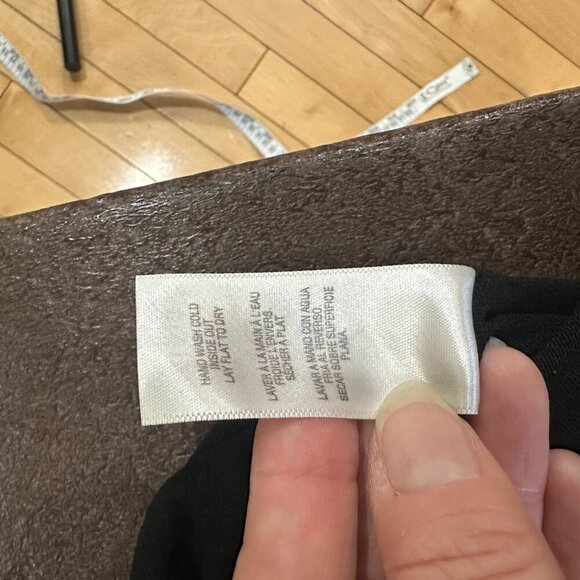 HAND WASH COLD
INSIDE OUT
LAY FLAT TO DRY
LAVER À LA MAIN À L'EAU
FROIDE L'ENVERS.
SÉCHER À PLAT
LAVAR A MANO CON AQUA
FRIA AL REVERSO.
SECAR SOBRE SUPERFICIE
PLANA.